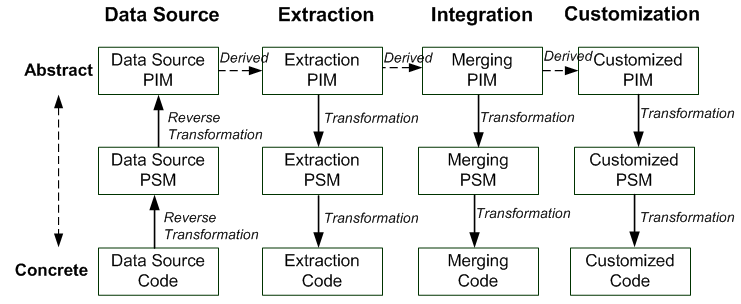 Data Source Extraction Integration Customization
Abstract
Data Source
PIM
Derived
Extraction
PIM
Derived
Merging
PIM
Derived
Customized
PIM
Reverse
Transformation
Transformation
Transformation
Transformation
Data Source
PSM
Extraction
PSM
Merging
PSM
Customized
PSM
Reverse
Transformation
Transformation
Transformation
Transformation
Concrete
Data Source
Code
Extraction
Code
Merging
Code
Customized
Code